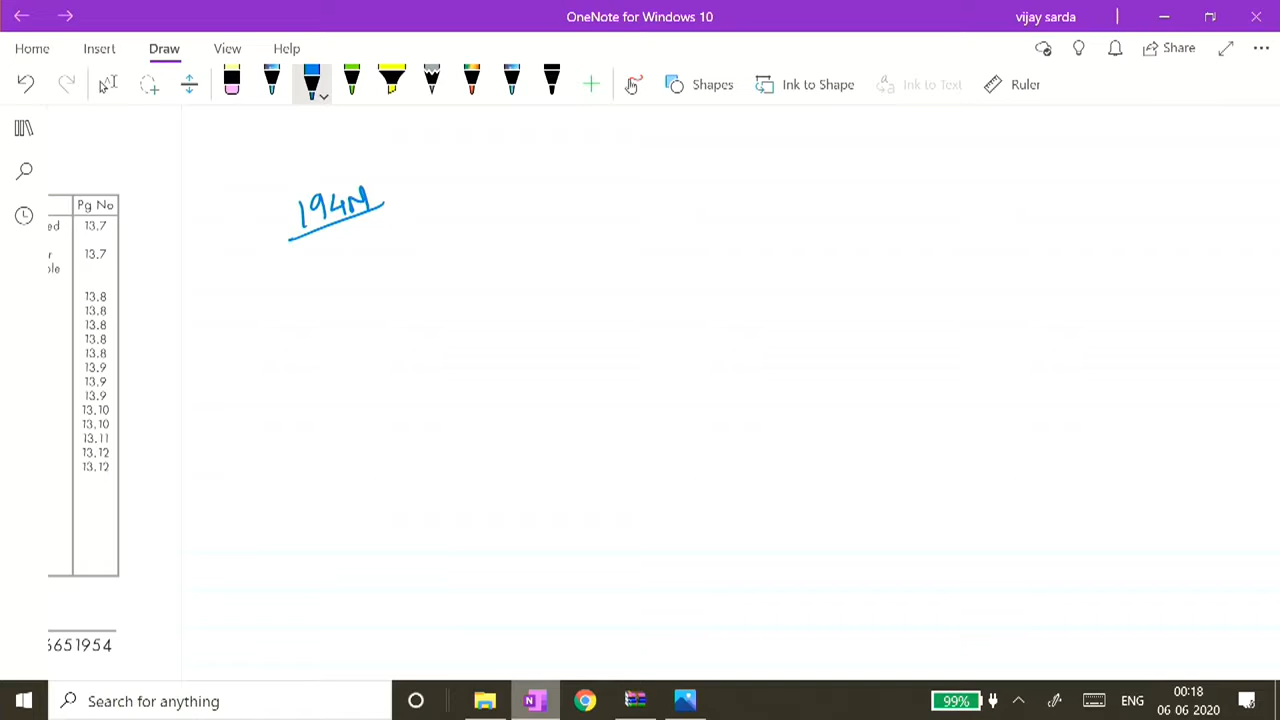 OneNote for Windows 10
vijay sarda
Home Insert Draw View Help
Share
Shapes Ink to Shape Ink to Text Ruler
194M
Pg No
ed 13.7
r 13.7
ole
13.8
13.8
13.8
13.8
13.8
13.9
13.9
13.9
13.10
13.10
13.11
13.12
13.12
6651954
Search for anything
99%
ENG
00:18
06-06-2020